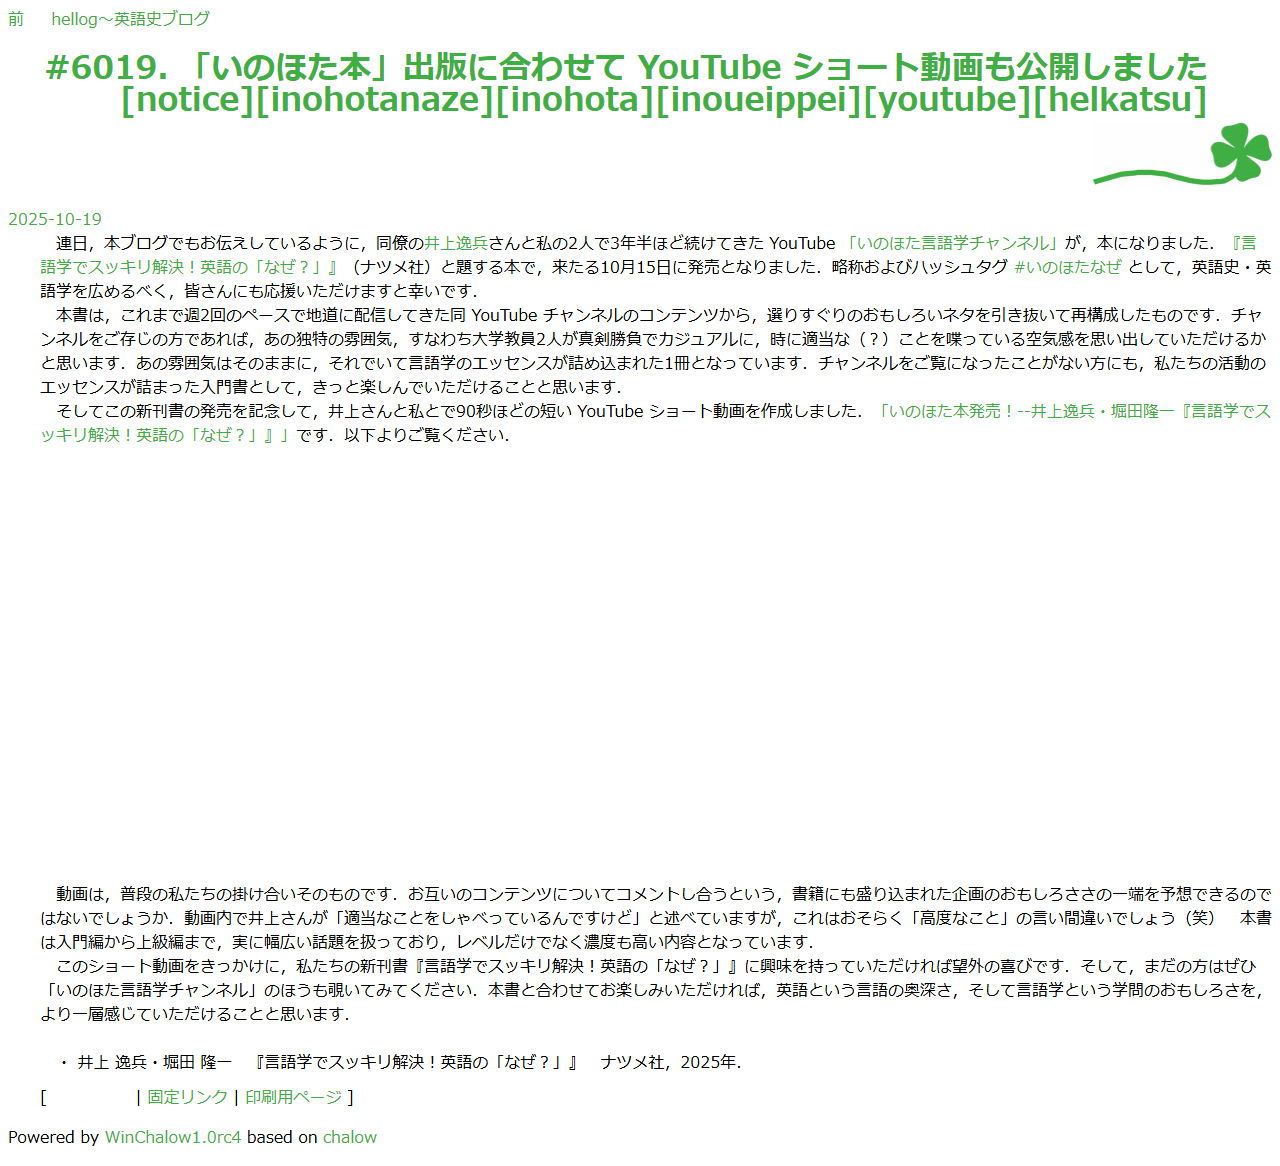 前 hellog～英語史ブログ
#6019. 「いのほた本」出版に合わせて YouTube ショート動画も公開しました
[notice][inohotanaze][inohota][inoueippei][youtube][helkatsu]
2025-10-19
連日，本ブログでもお伝えしているように，同僚の井上逸兵さんと私の2人で3年半ほど続けてきた YouTube 「いのほた言語学チャンネル」が，本になりました．『言
語学でスッキリ解決！英語の「なぜ？」』（ナツメ社）と題する本で，来たる10月15日に発売となりました．略称およびハッシュタグ #いのほたなぜ として，英語史・英
語学を広めるべく，皆さんにも応援いただけますと幸いです．
本書は，これまで週2回のペースで地道に配信してきた同 YouTube チャンネルのコンテンツから，選りすぐりのおもしろいネタを引き抜いて再構成したものです．チャ
ンネルをご存じの方であれば，あの独特の雰囲気，すなわち大学教員2人が真剣勝負でカジュアルに，時に適当な（？）ことを喋っている空気感を思い出していただけるか
と思います．あの雰囲気はそのままに，それでいて言語学のエッセンスが詰め込まれた1冊となっています．チャンネルをご覧になったことがない方にも，私たちの活動の
エッセンスが詰まった入門書として，きっと楽しんでいただけることと思います．
そしてこの新刊書の発売を記念して，井上さんと私とで90秒ほどの短い YouTube ショート動画を作成しました．「いのほた本発売！--井上逸兵・堀田隆一『言語学でス
ッキリ解決！英語の「なぜ？」』」です．以下よりご覧ください．
動画は，普段の私たちの掛け合いそのものです．お互いのコンテンツについてコメントし合うという，書籍にも盛り込まれた企画のおもしろささの一端を予想できるので
はないでしょうか．動画内で井上さんが「適当なことをしゃべっているんですけど」と述べていますが，これはおそらく「高度なこと」の言い間違いでしょう（笑） 本書
は入門編から上級編まで，実に幅広い話題を扱っており，レベルだけでなく濃度も高い内容となっています．
このショート動画をきっかけに，私たちの新刊書『言語学でスッキリ解決！英語の「なぜ？」』に興味を持っていただければ望外の喜びです．そして，まだの方はぜひ
「いのほた言語学チャンネル」のほうも覗いてみてください．本書と合わせてお楽しみいただければ，英語という言語の奥深さ，そして言語学という学問のおもしろさを，
より一層感じていただけることと思います．
・ 井上 逸兵・堀田 隆一 『言語学でスッキリ解決！英語の「なぜ？」』 ナツメ社，2025年．
[ | 固定リンク | 印刷用ページ ]
Powered by WinChalow1.0rc4 based on chalow